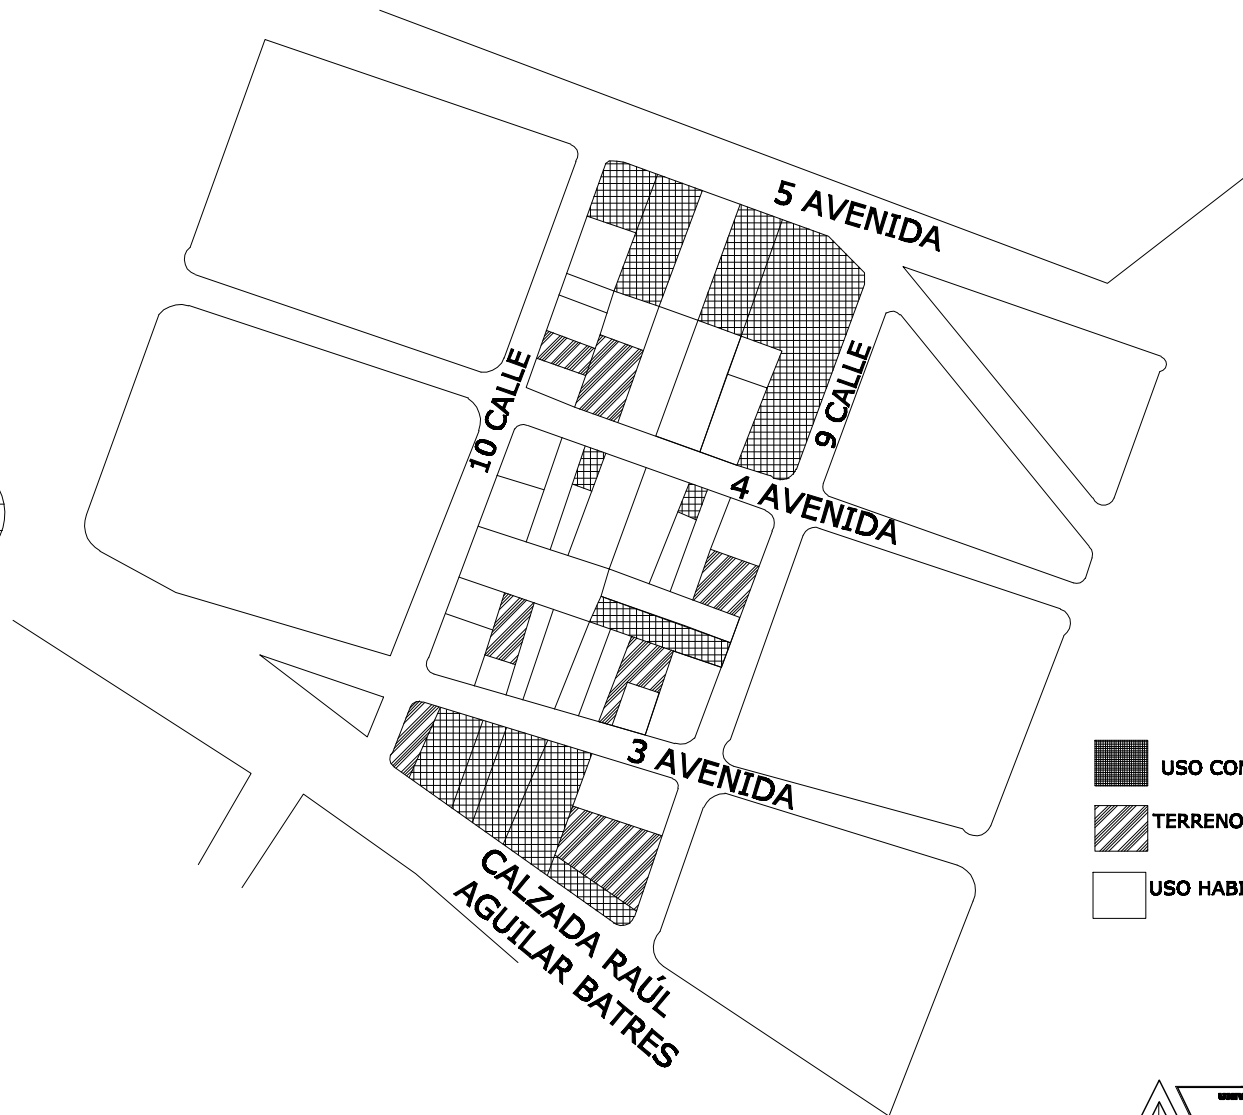 5 AVENIDA
10 CALLE
9 CALLE
4 AVENIDA
3 AVENIDA
USO CO
TERRENO
USO HABI
CALZADA RAÚL
AGUILAR BATRES